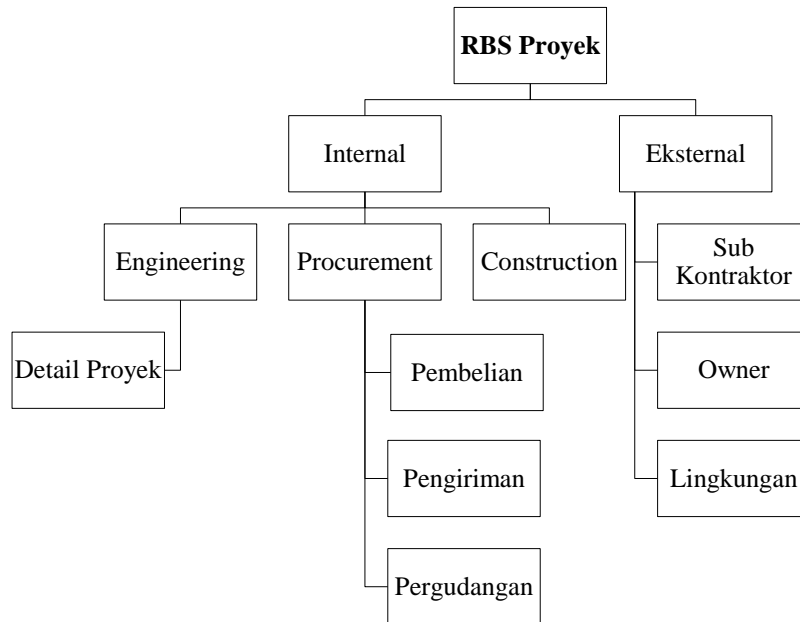 RBS Proyek
Internal
Eksternal
Engineering
Procurement
Construction
Sub
Kontraktor
Detail Proyek
Pembelian
Owner
Pengiriman
Lingkungan
Pergudangan